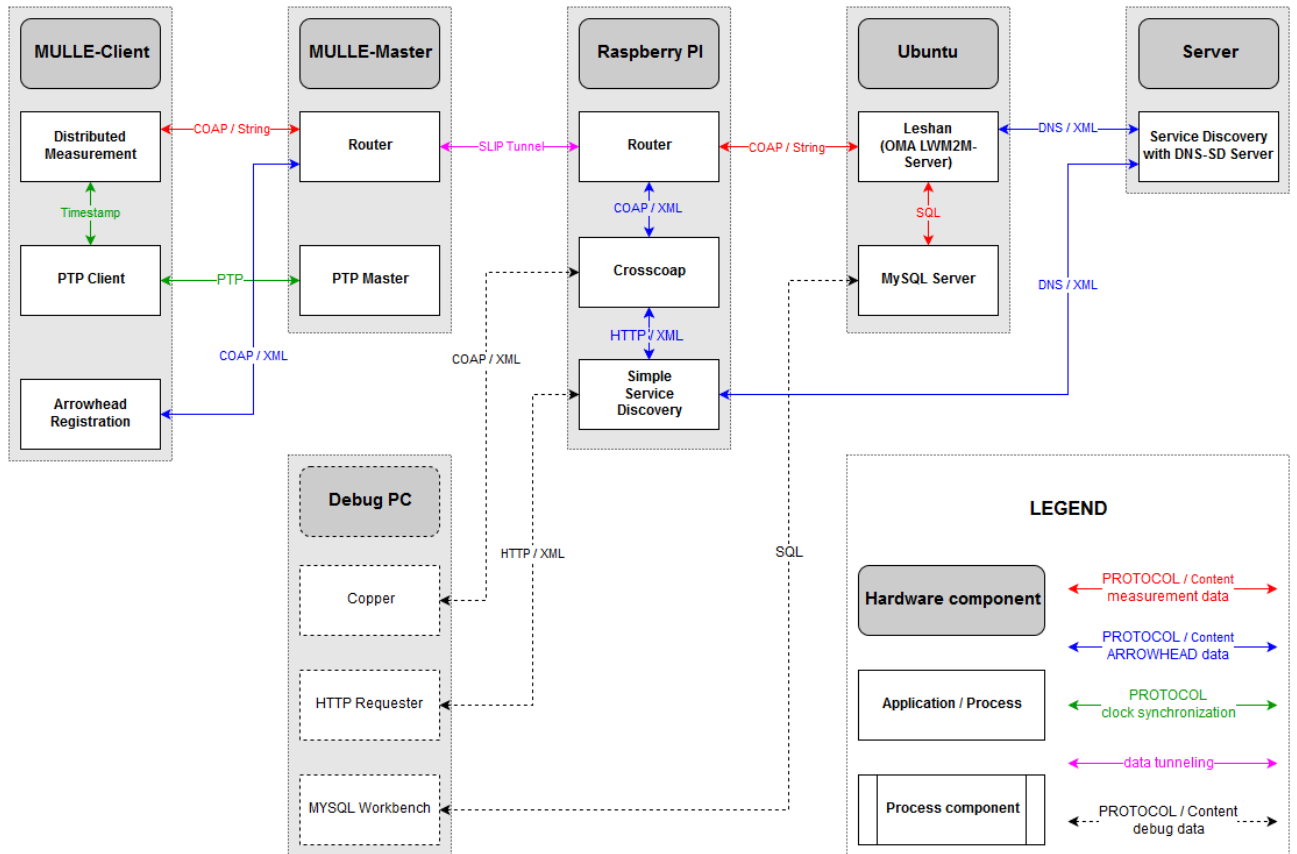 MULLE-Client
MULLE-Master
Raspberry PI
Ubuntu
Server
Distributed
Measurement
COAP / String
Router
SLIP Tunnel
Router
COAP / String
Leshan
(OMA LWM2M-
Server)
DNS / XML
Service Discovery
with DNS-SD Server
Timestamp
COAP / XML
SQL
PTP Client
PTP
PTP Master
Crosscoap
MySQL Server
DNS / XML
HTTP / XML
COAP / XML
COAP / XML
Arrowhead
Registration
Simple
Service
Discovery
Debug PC
Copper
HTTP / XML
SQL
HTTP Requester
MYSQL Workbench
LEGEND
Hardware component
PROTOCOL / Content
measurement data
PROTOCOL / Content
ARROWHEAD data
Application / Process
PROTOCOL
clock synchronization
data tunneling
Process component
PROTOCOL / Content
debug data